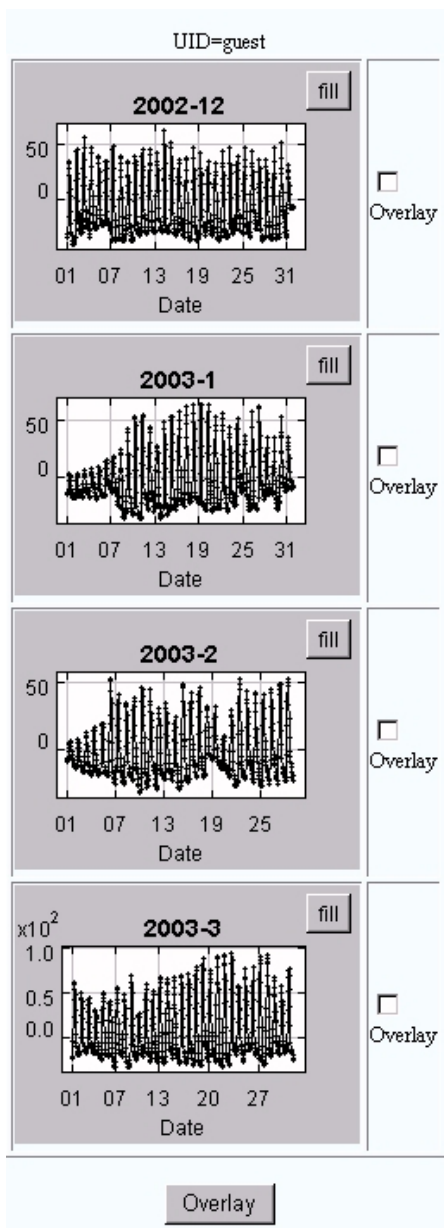 UID=guest
fill
2002-12
50
0
01 07 13 19 25 31
Date
Overlay
fill
2003-1
50
0
01 07 13 19 25 31
Date
Overlay
fill
2003-2
50
0
01 07 13 19 25
Date
Overlay
fill
x10²
2003-3
1.0
0.5
0.0
01 07 13 20 27
Date
Overlay
Overlay